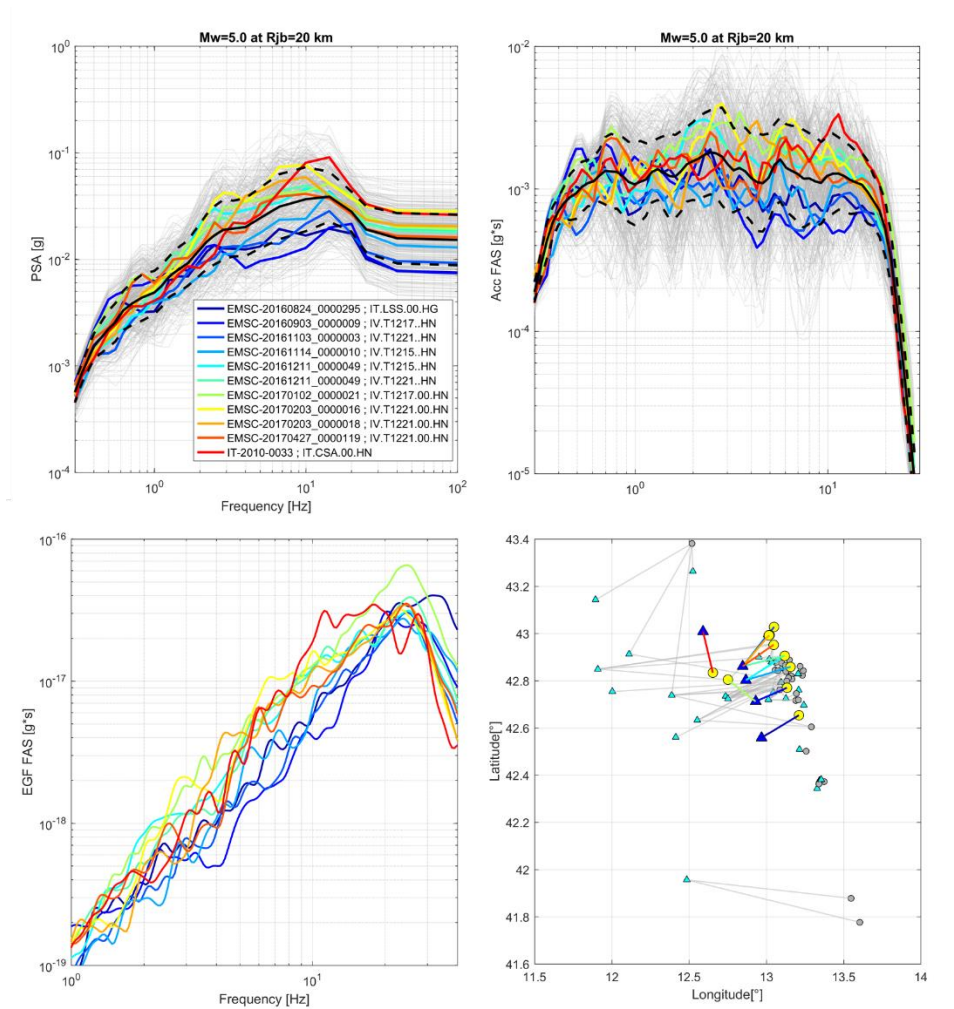 Mw=5.0 at Rjb=20 km
10^0
10^-1
10^-2
10^-3
10^-4
PSA [g]
10^0
10^1
10^2
Frequency [Hz]
EMSC-20160824_0000295 ; IT.LSS.00.HG
EMSC-20160903_0000009 ; IV.T1217..HN
EMSC-20161103_0000003 ; IV.T1221..HN
EMSC-20161114_0000010 ; IV.T1215..HN
EMSC-20161211_0000049 ; IV.T1215..HN
EMSC-20161211_0000049 ; IV.T1221..HN
EMSC-20170102_0000021 ; IV.T1217.00.HN
EMSC-20170203_0000016 ; IV.T1221.00.HN
EMSC-20170203_0000018 ; IV.T1221.00.HN
EMSC-20170427_0000119 ; IV.T1221.00.HN
IT-2010-0033 ; IT.CSA.00.HN
Mw=5.0 at Rjb=20 km
10^-2
10^-3
10^-4
10^-5
Acc FAS [g*s]
10^0
10^1
10^-16
10^-17
10^-18
10^-19
EGF FAS [g*s]
10^0
10^1
Frequency [Hz]
43.4
43.2
43
42.8
42.6
42.4
42.2
42
41.8
41.6
Latitude[°]
11.5
12
12.5
13
13.5
14
Longitude[°]